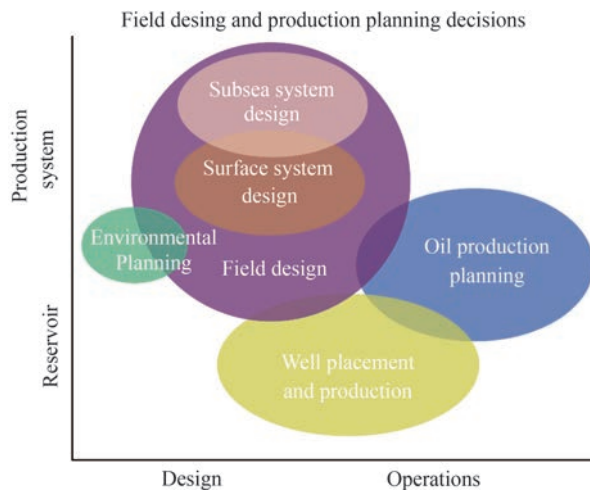 Field desing and production planning decisions
Production
system
Reservoir
Subsea system
design
Surface system
design
Environmental
Planning
Field design
Oil production
planning
Well placement
and production
Design
Operations